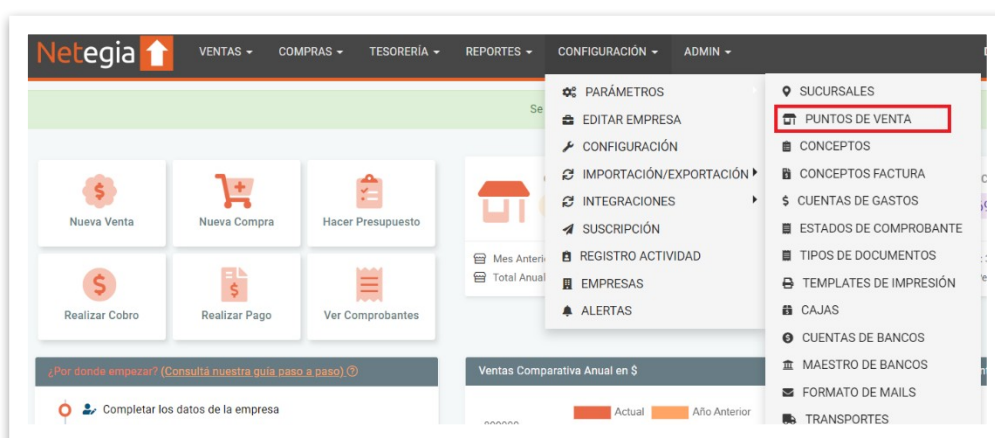 Netegia
VENTAS
COMPRAS
TESORERÍA
REPORTES
CONFIGURACIÓN
ADMIN
Se
PARÁMETROS
EDITAR EMPRESA
CONFIGURACIÓN
IMPORTACIÓN/EXPORTACIÓN
INTEGRACIONES
SUSCRIPCIÓN
REGISTRO ACTIVIDAD
EMPRESAS
ALERTAS
SUCURSALES
PUNTOS DE VENTA
CONCEPTOS
CONCEPTOS FACTURA
$ CUENTAS DE GASTOS
ESTADOS DE COMPROBANTE
TIPOS DE DOCUMENTOS
TEMPLATES DE IMPRESIÓN
CAJAS
CUENTAS DE BANCOS
MAESTRO DE BANCOS
FORMATO DE MAILS
TRANSPORTES
Nueva Venta
Nueva Compra
Hacer Presupuesto
Realizar Cobro
Realizar Pago
Ver Comprobantes
Mes Anteri
Total Anual
¿Por donde empezar? (Consultá nuestra guía paso a paso)
Completar los datos de la empresa
Ventas Comparativa Anual en $
Actual
Año Anterior